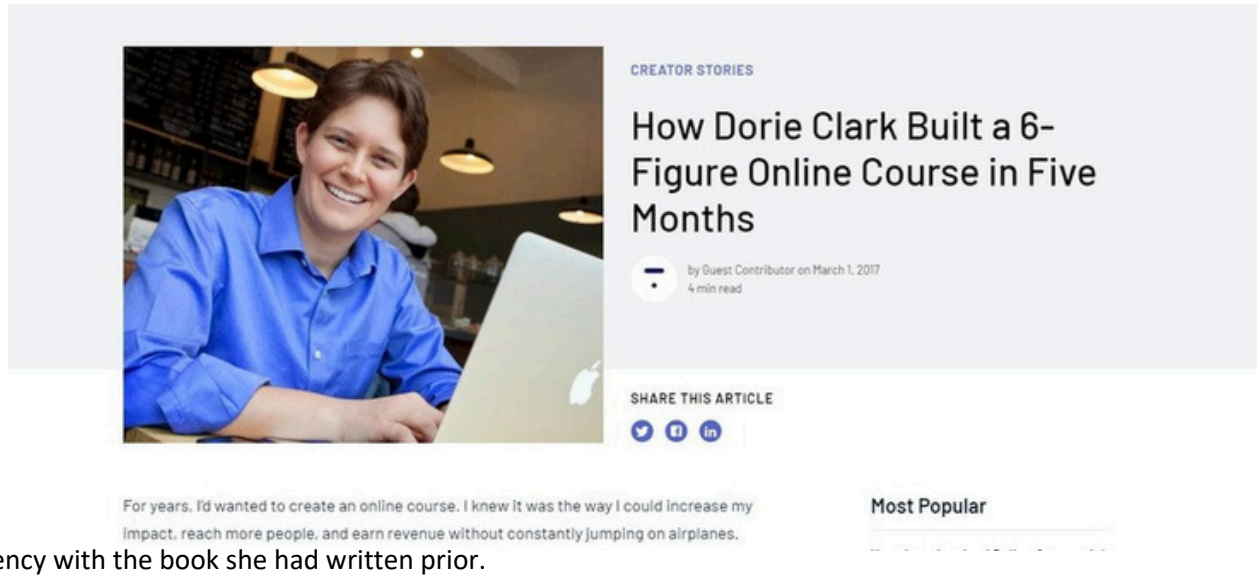 CREATOR STORIES
How Dorie Clark Built a 6-
Figure Online Course in Five
Months
by Guest Contributor on March 1, 2017
4 min read
SHARE THIS ARTICLE
For years, I'd wanted to create an online course. I knew it was the way I could increase my
impact, reach more people, and earn revenue without constantly jumping on airplanes.
Most Popular
ency with the book she had written prior.